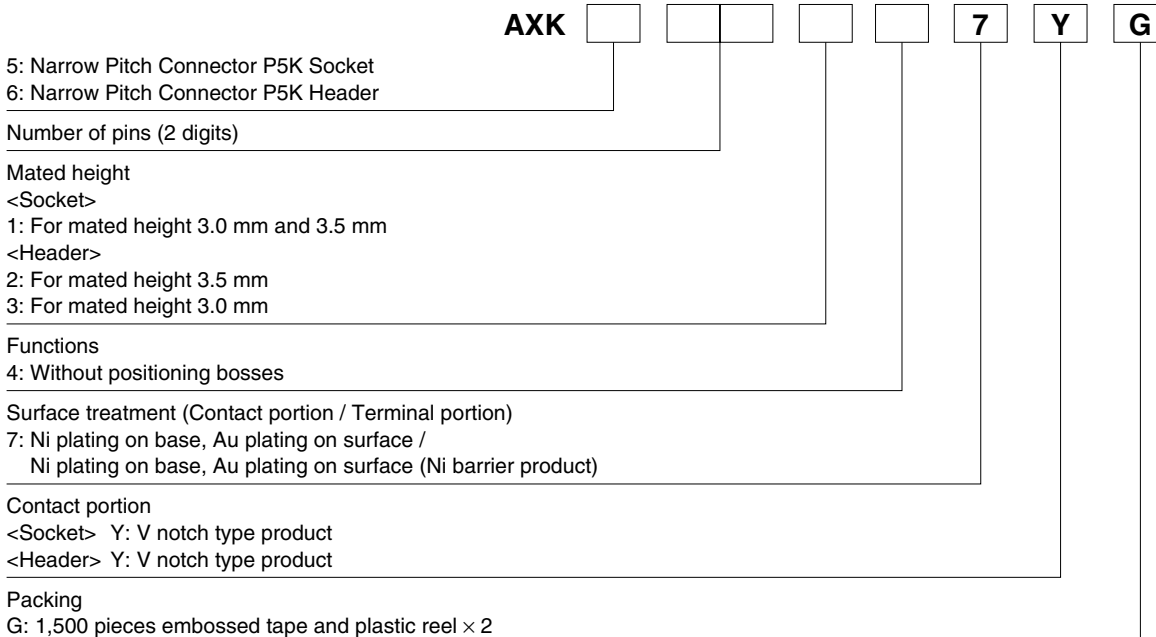 AXK 7 Y G
5: Narrow Pitch Connector P5K Socket
6: Narrow Pitch Connector P5K Header
Number of pins (2 digits)
Mated height
<Socket>
1: For mated height 3.0 mm and 3.5 mm
<Header>
2: For mated height 3.5 mm
3: For mated height 3.0 mm
Functions
4: Without positioning bosses
Surface treatment (Contact portion / Terminal portion)
7: Ni plating on base, Au plating on surface /
Ni plating on base, Au plating on surface (Ni barrier product)
Contact portion
<Socket> Y: V notch type product
<Header> Y: V notch type product
Packing
G: 1,500 pieces embossed tape and plastic reel × 2